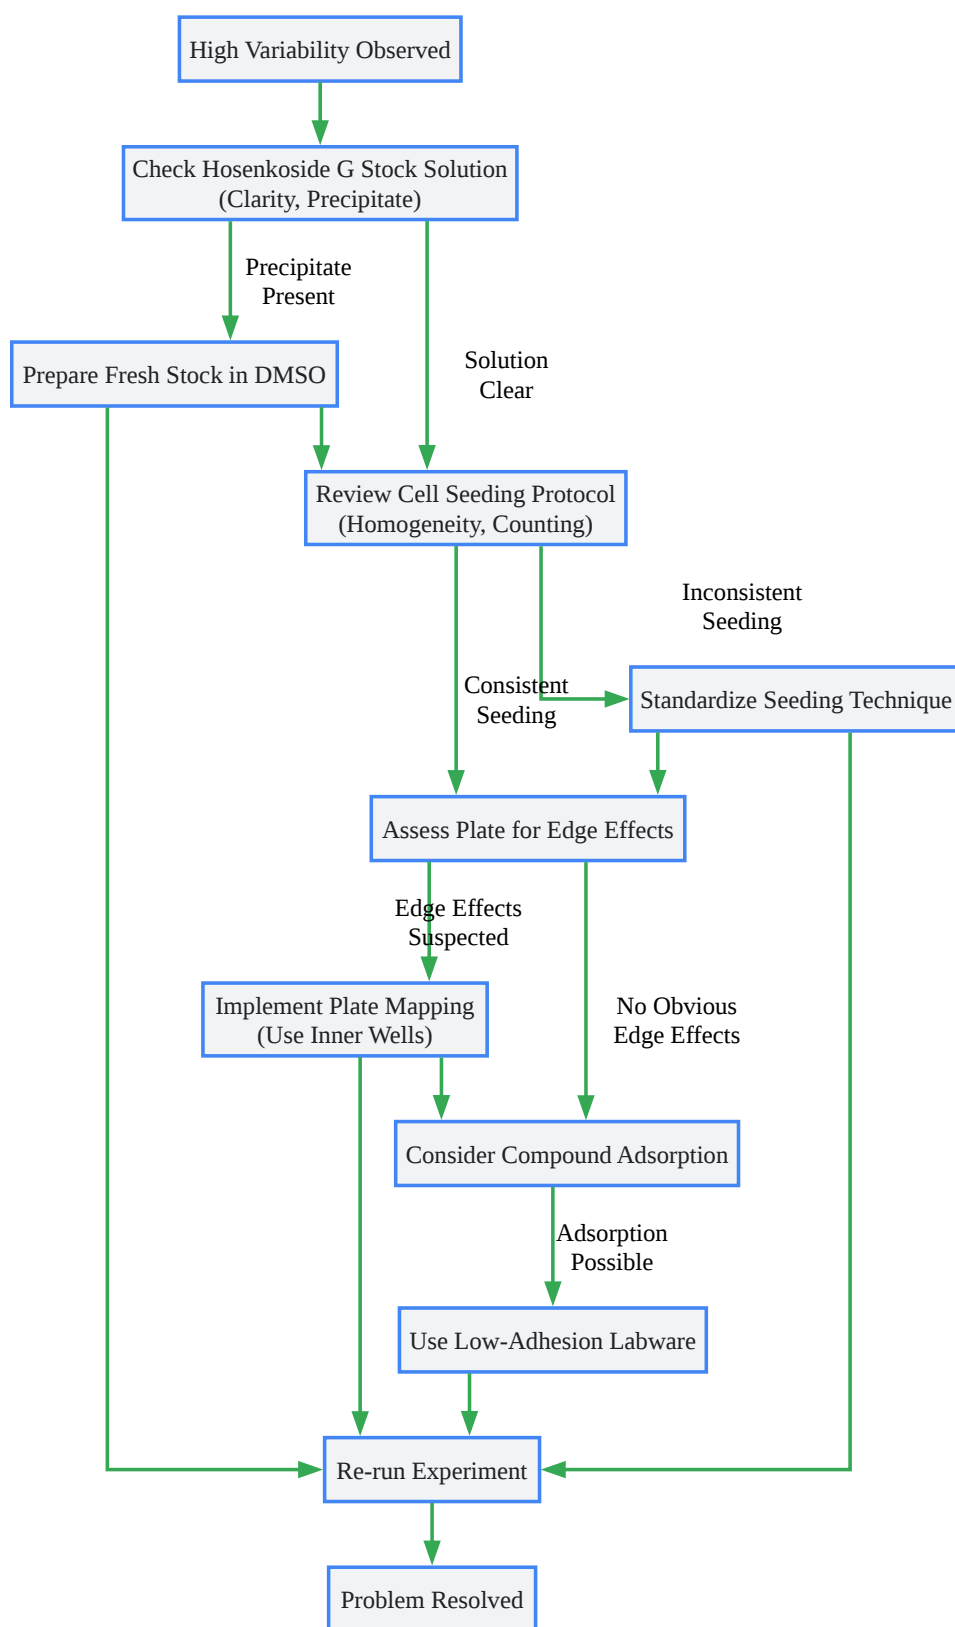 High Variability Observed
Check Hosenkoside G Stock Solution
(Clarity, Precipitate)
Precipitate
Present
Prepare Fresh Stock in DMSO
Solution
Clear
Review Cell Seeding Protocol
(Homogeneity, Counting)
Inconsistent
Seeding
Consistent
Seeding
Standardize Seeding Technique
Assess Plate for Edge Effects
Edge Effects
Suspected
Implement Plate Mapping
(Use Inner Wells)
No Obvious
Edge Effects
Consider Compound Adsorption
Adsorption
Possible
Use Low-Adhesion Labware
Re-run Experiment
Problem Resolved